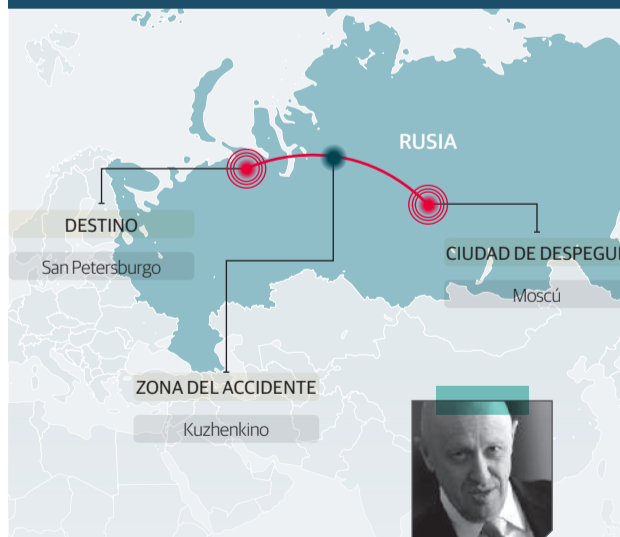 RUSIA
DESTINO
San Petersburgo
CIUDAD DE DESPEGU
Moscú
ZONA DEL ACCIDENTE
Kuzhenkino